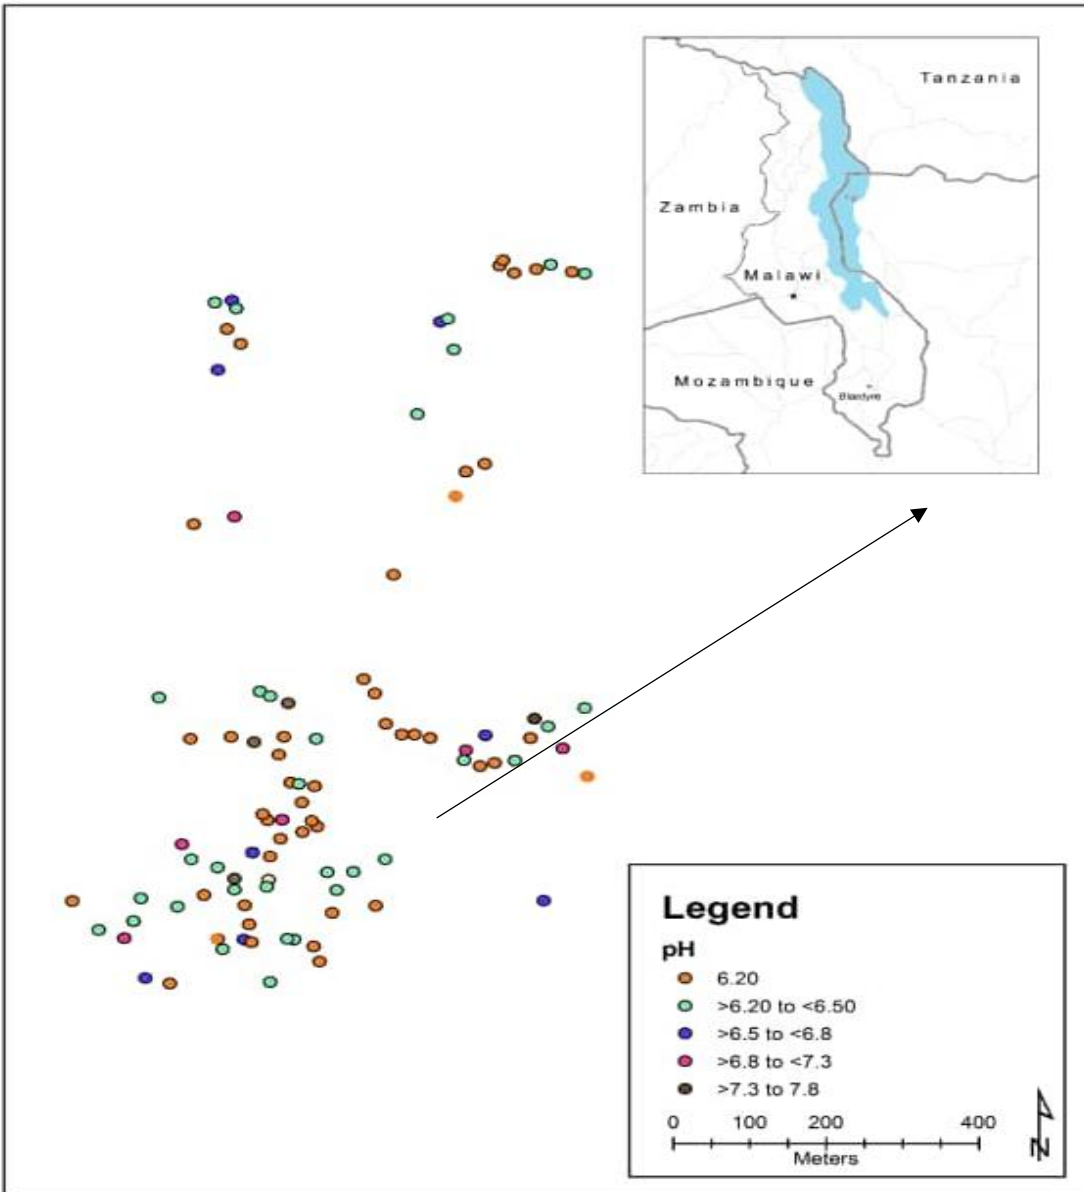 Tanzania
Zambia
Malawi
Mozambique
Blantyre
Legend
pH
6.20
>6.20 to <6.50
>6.5 to <6.8
>6.8 to <7.3
>7.3 to 7.8
0 100 200 400
Meters
N